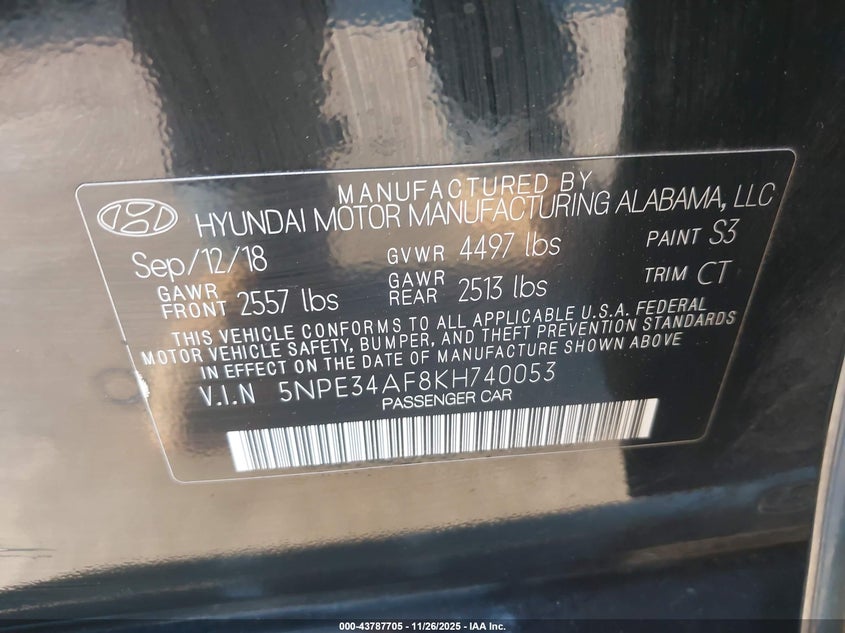 MANUFACTURED BY
HYUNDAI MOTOR MANUFACTURING ALABAMA, LLC
Sep/12/18 GVWR 4497 lbs PAINT S3
GAWR FRONT 2557 lbs GAWR REAR 2513 lbs TRIM CT
THIS VEHICLE CONFORMS TO ALL APPLICABLE U.S.A. FEDERAL
MOTOR VEHICLE SAFETY, BUMPER, AND THEFT PREVENTION STANDARDS
IN EFFECT ON THE DATE OF MANUFACTURE SHOWN ABOVE
V.I.N 5NPE34AF8KH740053
PASSENGER CAR
000-43787705 - 11/26/2025 - IAA Inc.